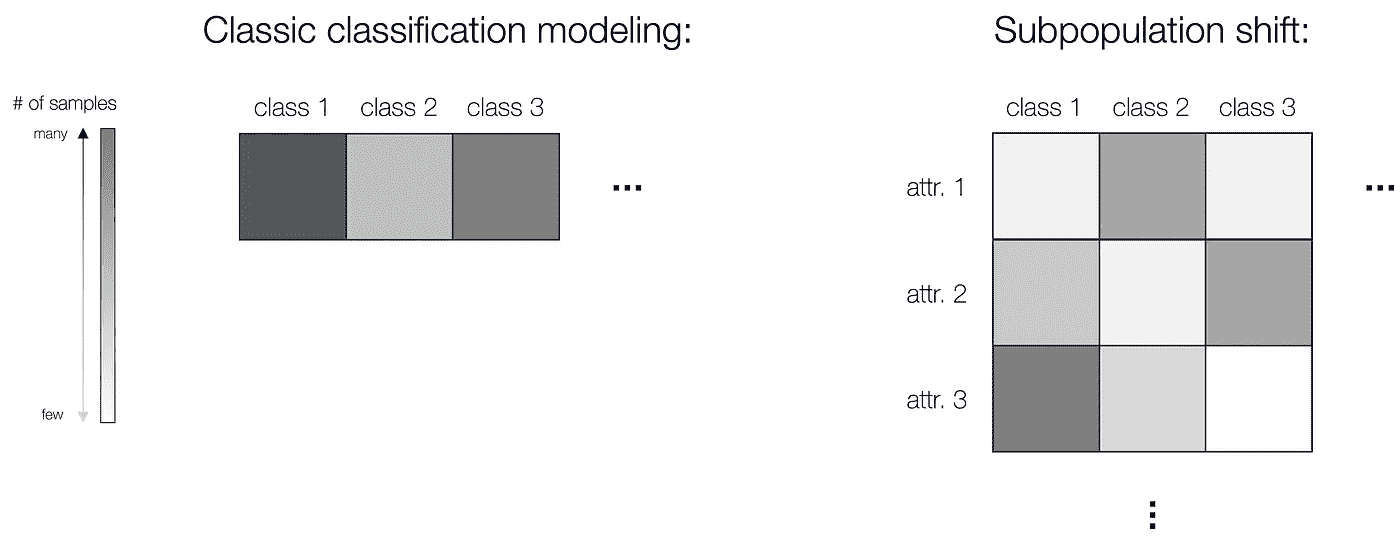 Classic classification modeling:
Subpopulation shift:
# of samples
many
few
class 1 class 2 class 3
...
class 1 class 2 class 3
attr. 1
...
attr. 2
attr. 3
⋮